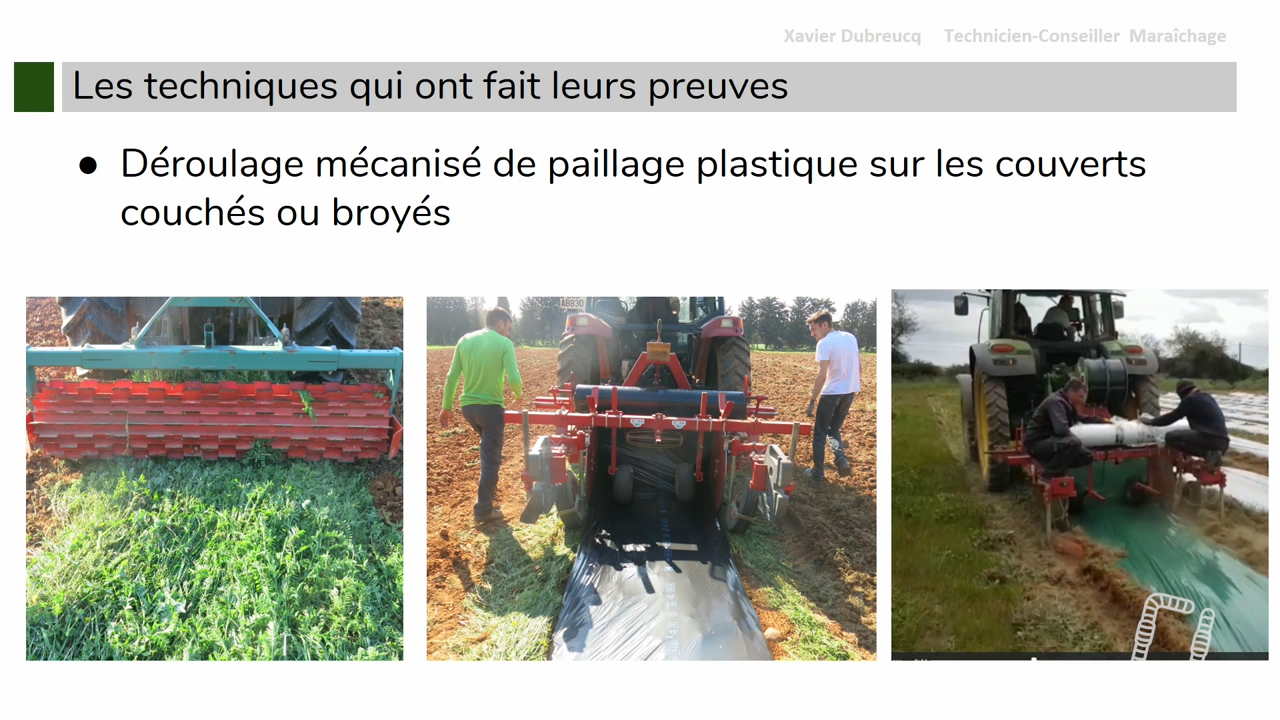 Xavier Dubreucq Technicien-Conseiller Maraîchage
Les techniques qui ont fait leurs preuves
● Déroulage mécanisé de paillage plastique sur les couverts
couchés ou broyés